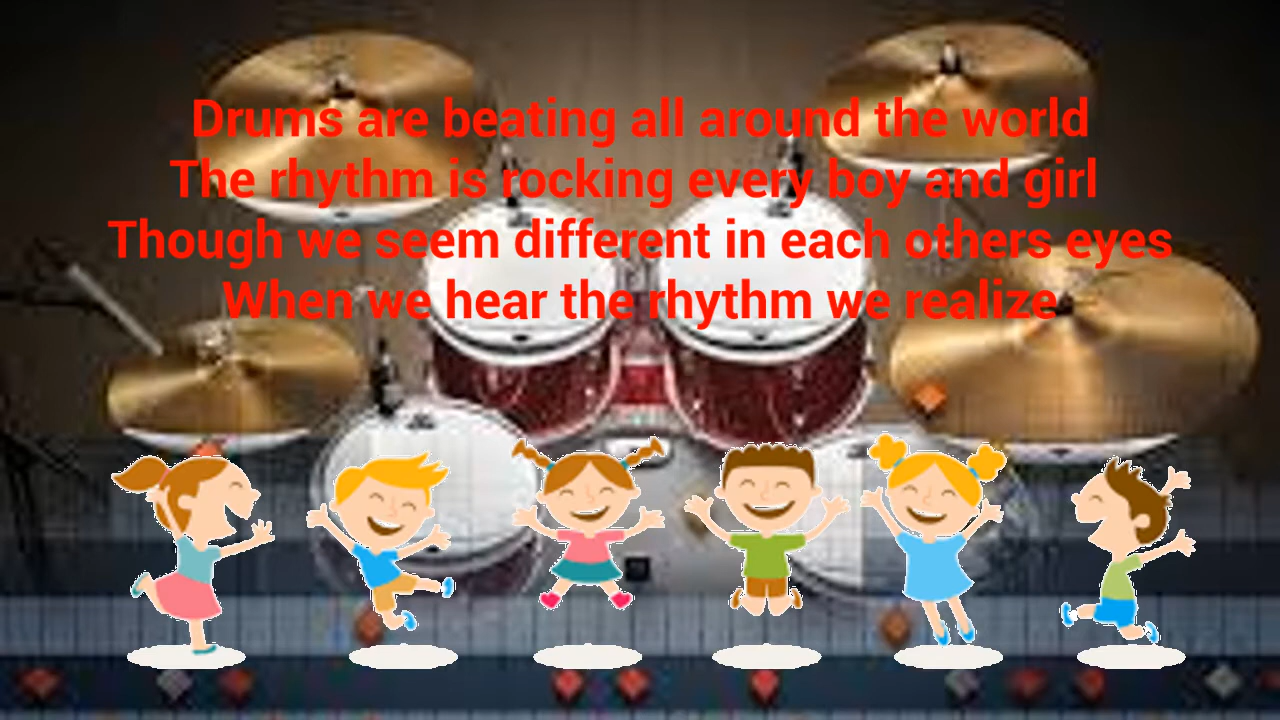 Drums are beating all around the world
The rhythm is rocking every boy and girl
Though we seem different in each others eyes
When we hear the rhythm we realize